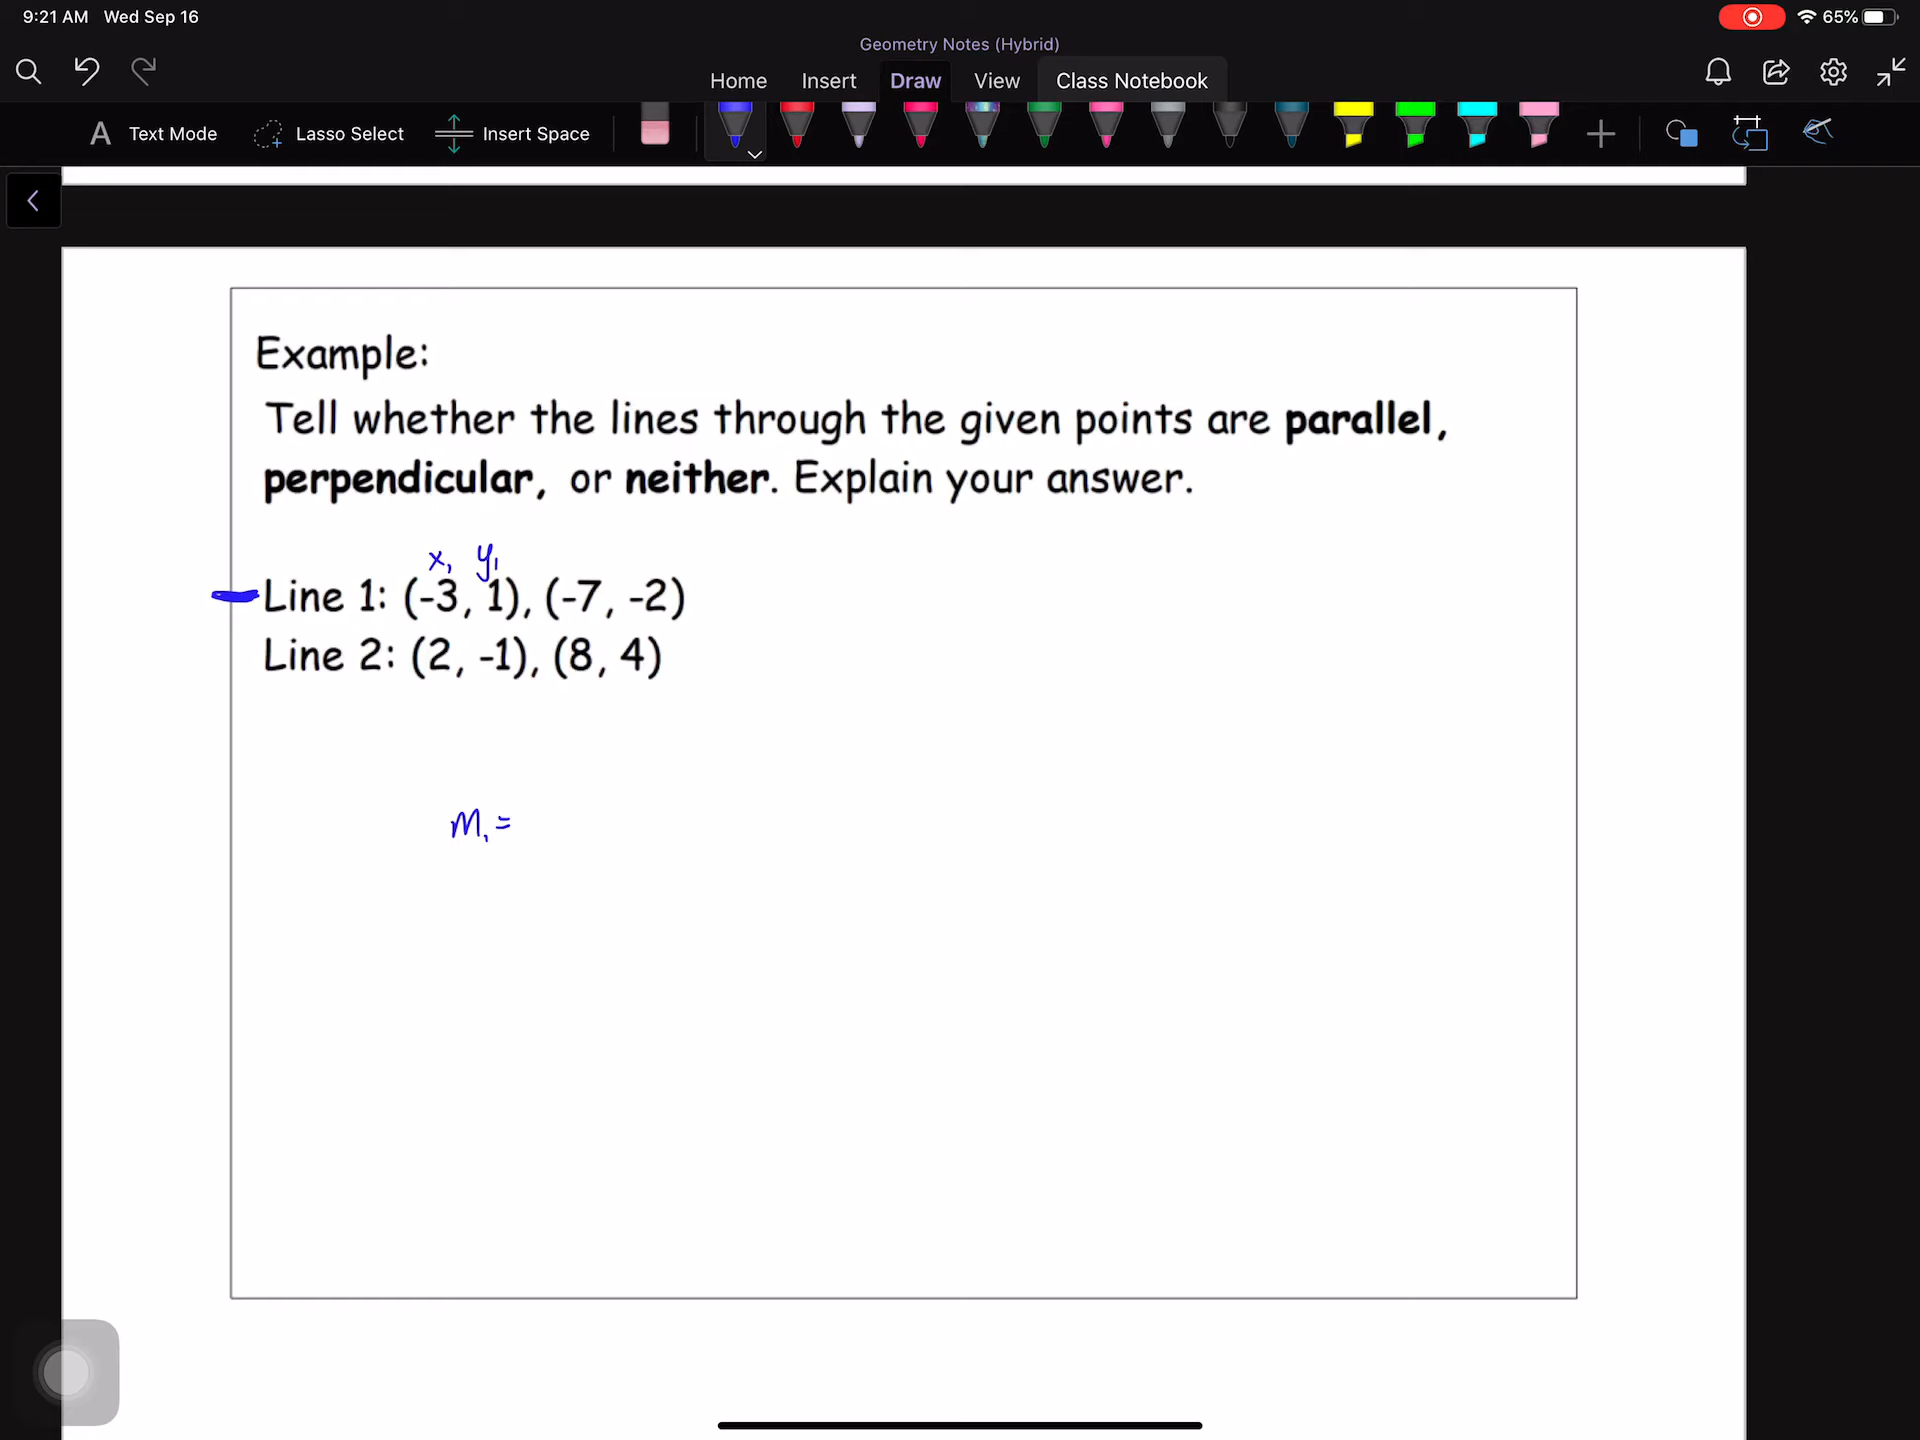 9:21 AM Wed Sep 16
65%
Geometry Notes (Hybrid)
Home Insert Draw View Class Notebook
A Text Mode Lasso Select Insert Space
Example:
Tell whether the lines through the given points are parallel,
perpendicular, or neither. Explain your answer.
x₁ y₁
Line 1: (-3, 1), (-7, -2)
Line 2: (2, -1), (8, 4)
m₁ =